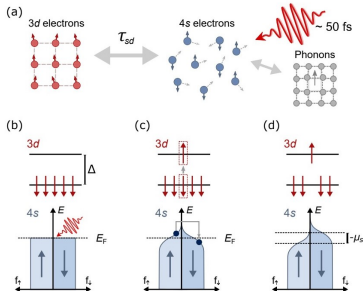 (a)
3d electrons
τsd
4s electrons
~ 50 fs
Phonons
(b)
(c)
(d)
3d
3d
3d
Δ
4s
E
EF
f↑
f↓
4s
E
EF
f↑
f↓
4s
E
-μs
f↑
f↓